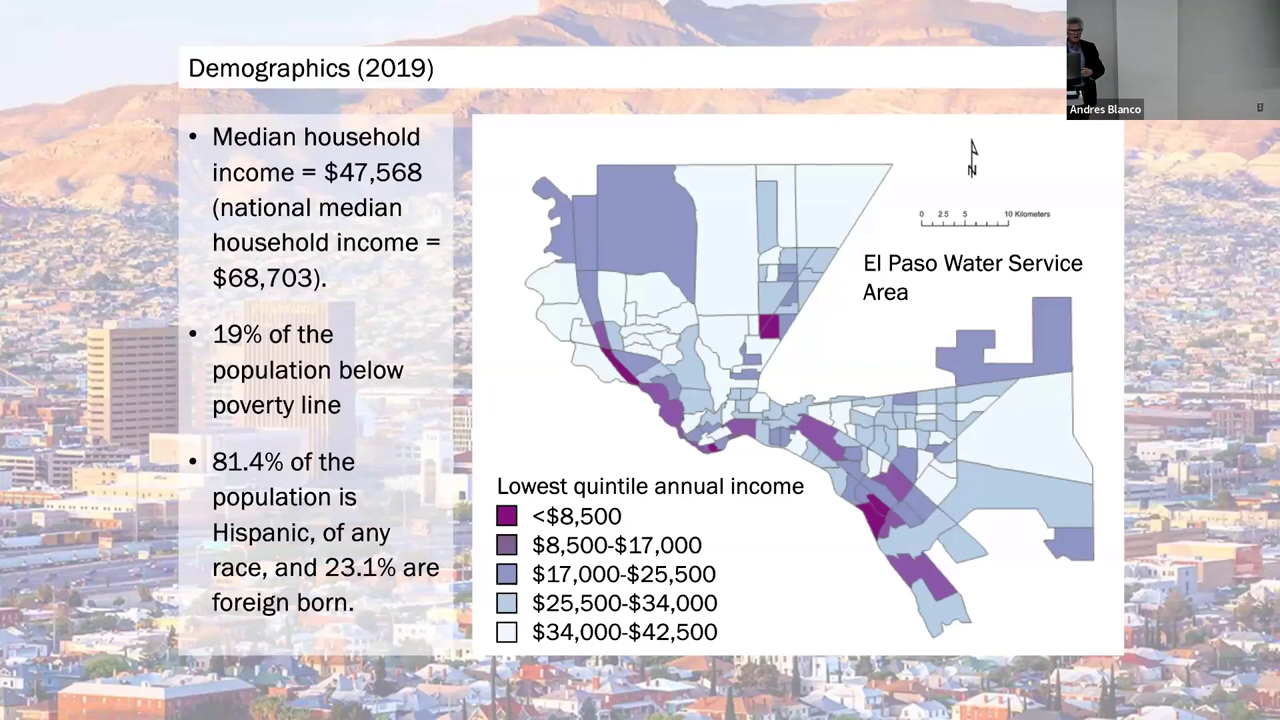 Demographics (2019)
Andres Blanco
• Median household
income = $47,568
(national median
household income =
$68,703).
• 19% of the
population below
poverty line
• 81.4% of the
population is
Hispanic, of any
race, and 23.1% are
foreign born.
N
0 2.5 5 10 Kilometers
El Paso Water Service
Area
Lowest quintile annual income
<$8,500
$8,500-$17,000
$17,000-$25,500
$25,500-$34,000
$34,000-$42,500